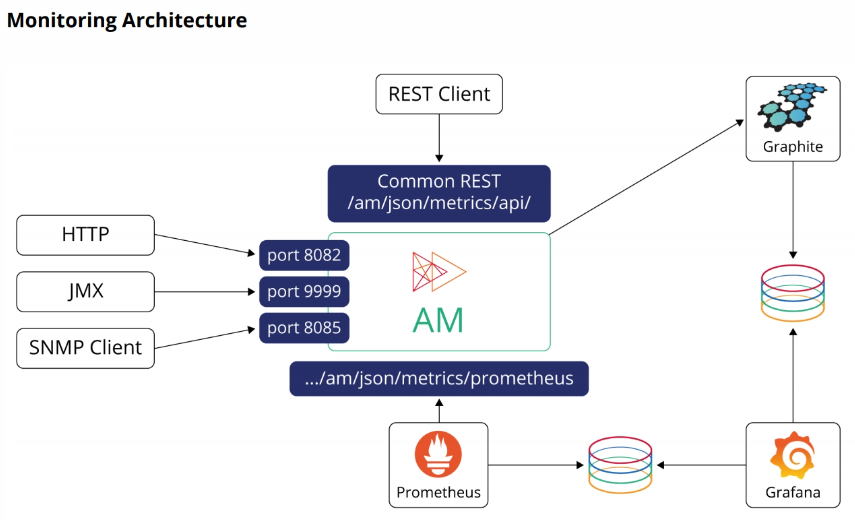 Monitoring Architecture
REST Client
Common REST
/am/json/metrics/api/
Graphite
HTTP
port 8082
JMX
port 9999
SNMP Client
port 8085
AM
.../am/json/metrics/prometheus
Prometheus
Grafana